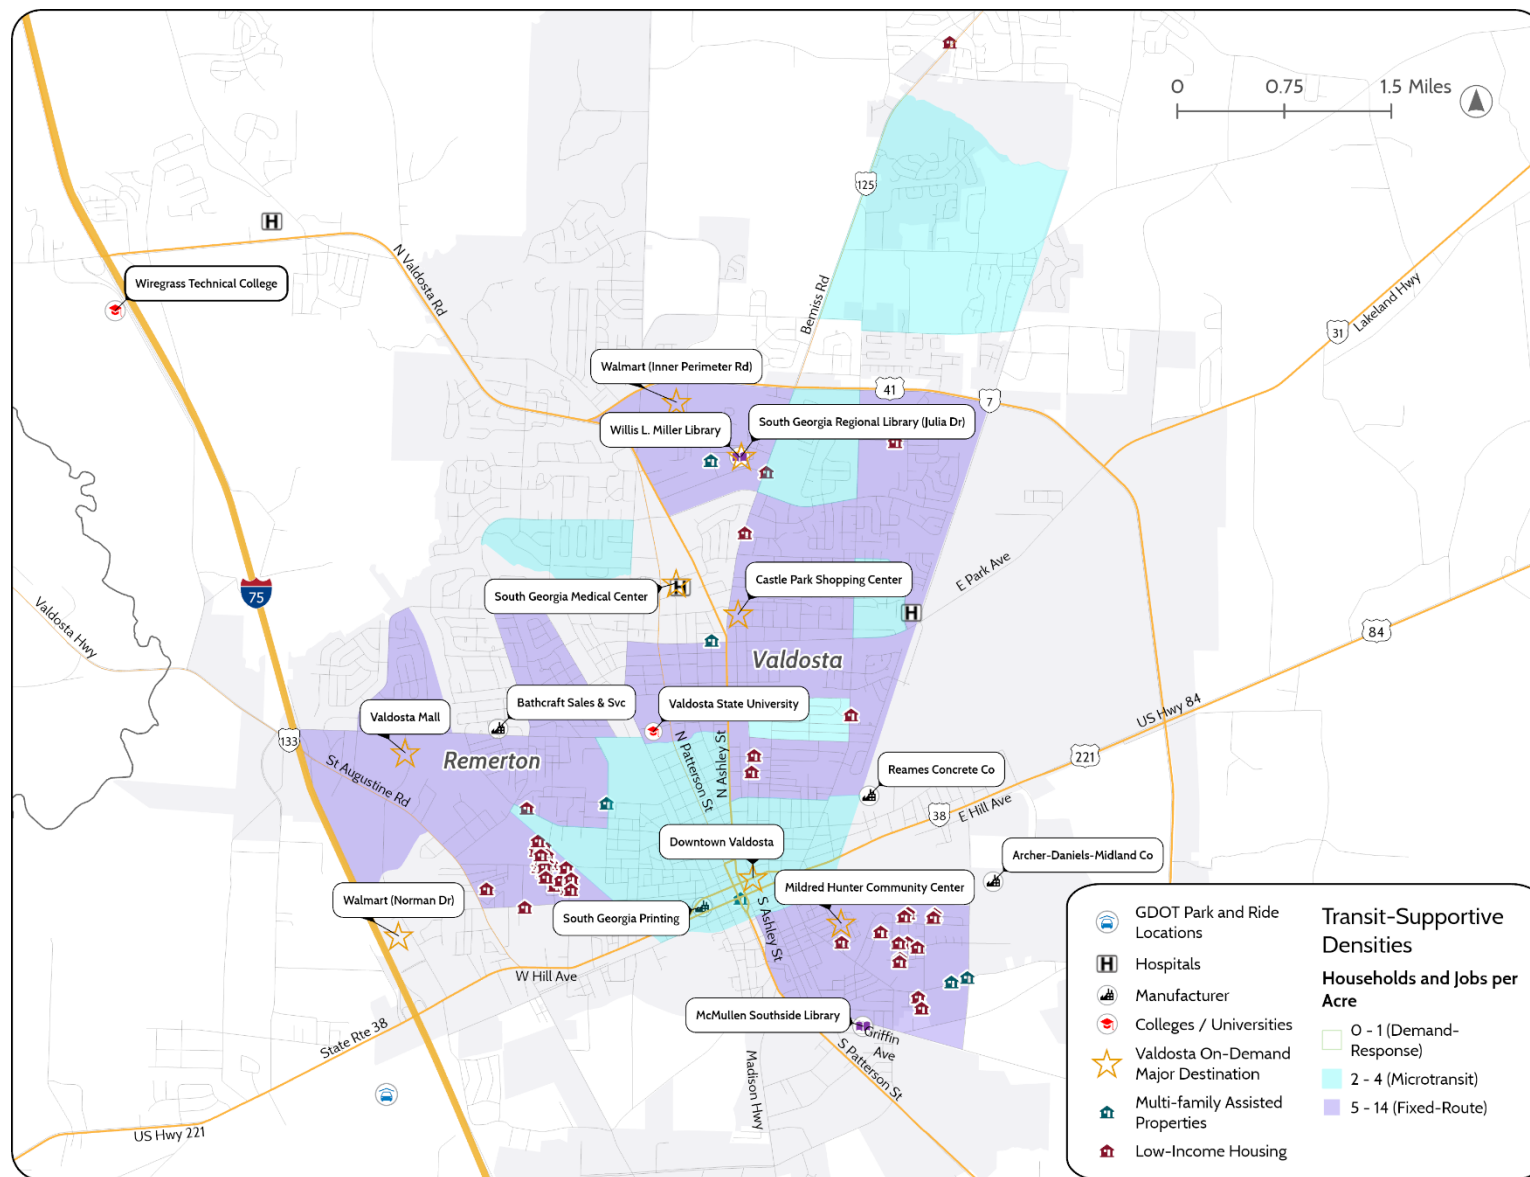 0
0.75
1.5 Miles
125
N Valdosta Rd
Wiregrass Technical College
Bemiss Rd
31
Lakeland Hwy
Walmart (Inner Perimeter Rd)
41
7
South Georgia Regional Library (Julia Dr)
Willis L. Miller Library
E Park Ave
Castle Park Shopping Center
South Georgia Medical Center
75
Valdosta Hwy
84
Valdosta
Bathcraft Sales & Svc
Valdosta State University
Valdosta Mall
US Hwy 84
133
N Patterson St
N Ashley St
221
Remerton
St Augustine Rd
Reames Concrete Co
38
E Hill Ave
Downtown Valdosta
Archer-Daniels-Midland Co
Mildred Hunter Community Center
Walmart (Norman Dr)
South Georgia Printing
S Ashley St
W Hill Ave
McMullen Southside Library
Griffin
Ave
State Rte 38
S Patterson St
Madison Hwy
US Hwy 221
GDOT Park and Ride
Locations
Hospitals
Manufacturer
Colleges / Universities
Valdosta On-Demand
Major Destination
Multi-family Assisted
Properties
Low-Income Housing
Transit-Supportive
Densities
Households and Jobs per
Acre
0 - 1 (Demand-
Response)
2 - 4 (Microtransit)
5 - 14 (Fixed-Route)